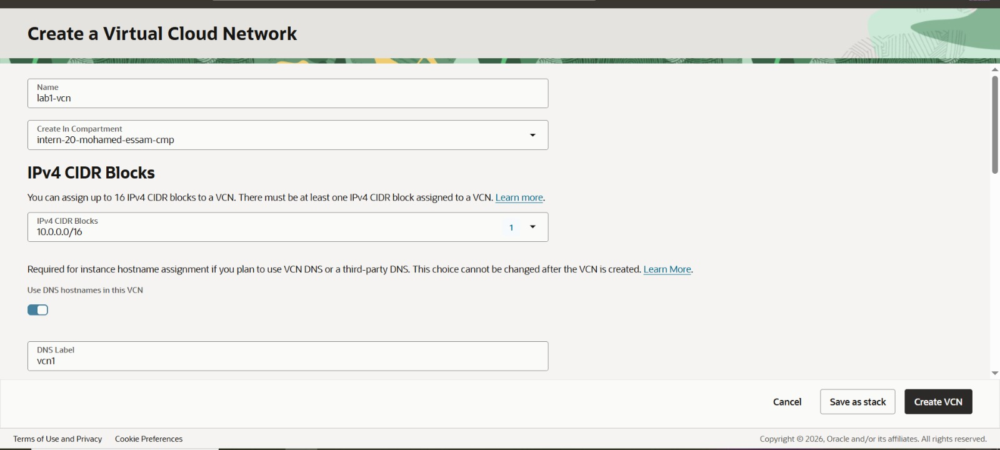 Create a Virtual Cloud Network
Name
lab1-vcn
Create In Compartment
intern-20-mohamed-essam-cmp
IPv4 CIDR Blocks
You can assign up to 16 IPv4 CIDR blocks to a VCN. There must be at least one IPv4 CIDR block assigned to a VCN. Learn more.
IPv4 CIDR Blocks
10.0.0.0/16
1
Required for instance hostname assignment if you plan to use VCN DNS or a third-party DNS. This choice cannot be changed after the VCN is created. Learn More.
Use DNS hostnames in this VCN
DNS Label
vcn1
Cancel
Save as stack
Create VCN
Terms of Use and Privacy
Cookie Preferences
Copyright © 2026, Oracle and/or its affiliates. All rights reserved.